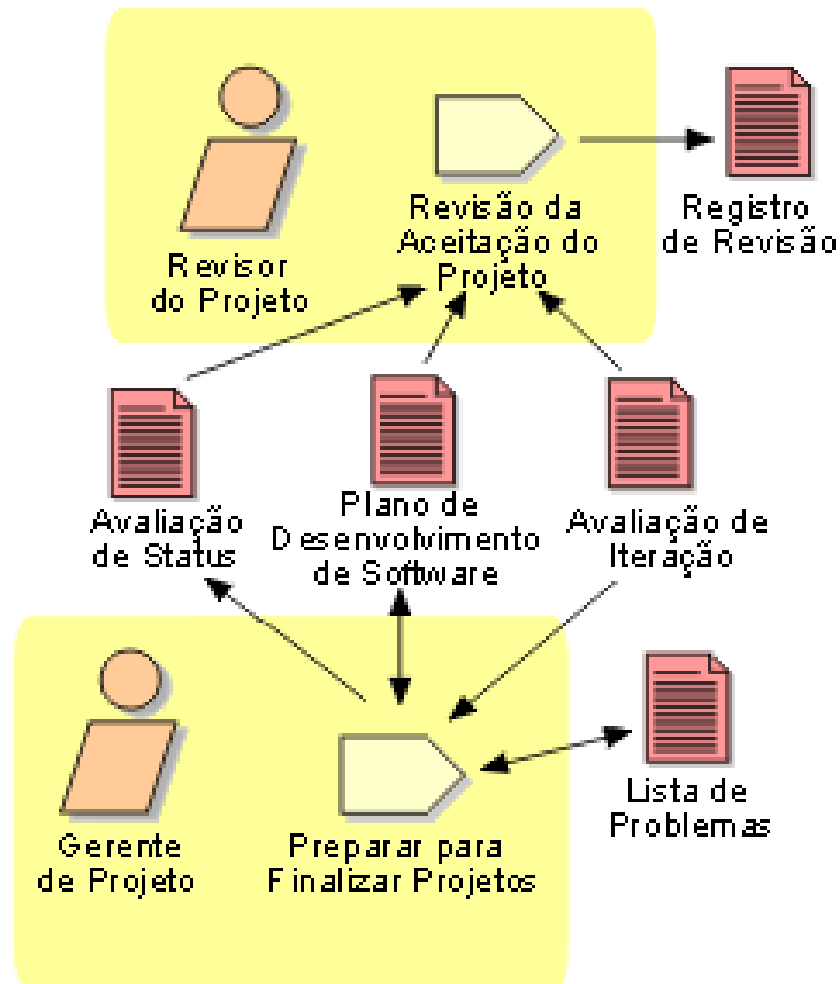 Revisor
do Projeto
Revisão da
Aceitação do
Projeto
Registro
de Revisão
Avaliação
de Status
Plano de
Desenvolvimento
de Software
Avaliação de
Iteração
Gerente
de Projeto
Preparar para
Finalizar Projetos
Lista de
Problemas